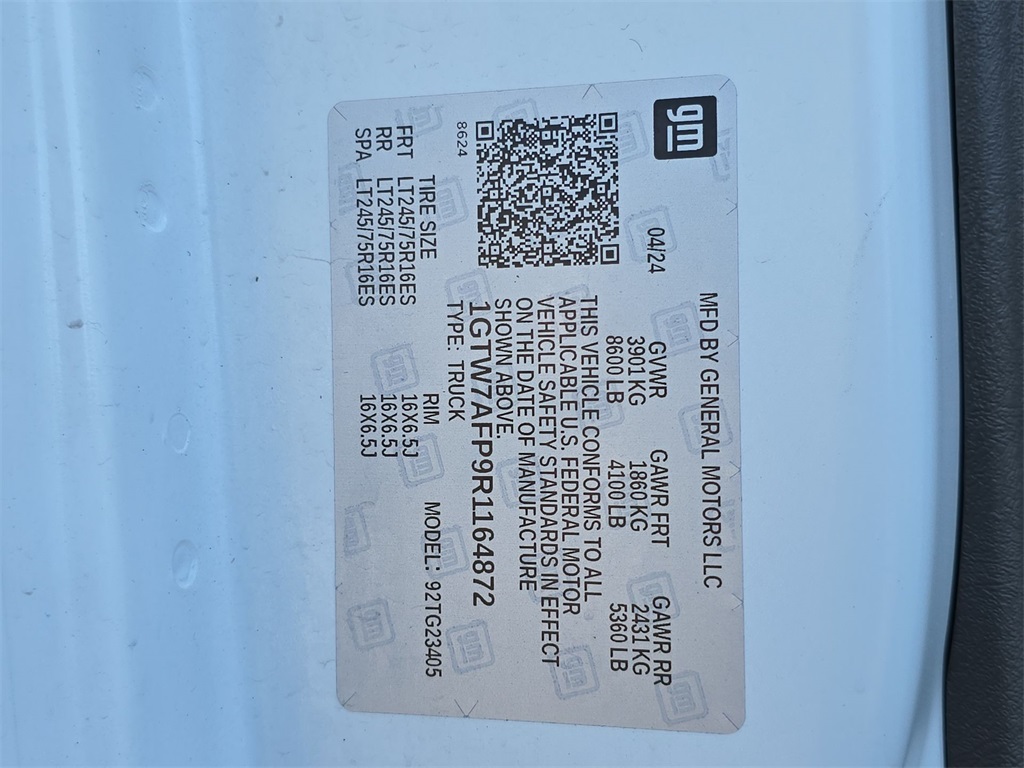 gm
MFD BY GENERAL MOTORS LLC
04/24 GVWR GAWR FRT GAWR RR
3901 KG 1860 KG 2431 KG
8600 LB 4100 LB 5360 LB
THIS VEHICLE CONFORMS TO ALL
APPLICABLE U.S. FEDERAL MOTOR
VEHICLE SAFETY STANDARDS IN EFFECT
ON THE DATE OF MANUFACTURE
SHOWN ABOVE.
1GTW7AFP9R1164872
TYPE: TRUCK
8624
TIRE SIZE RIM MODEL: 92TG23405
FRT LT245/75R16ES 16X6.5J
RR LT245/75R16ES 16X6.5J
SPA LT245/75R16ES 16X6.5J